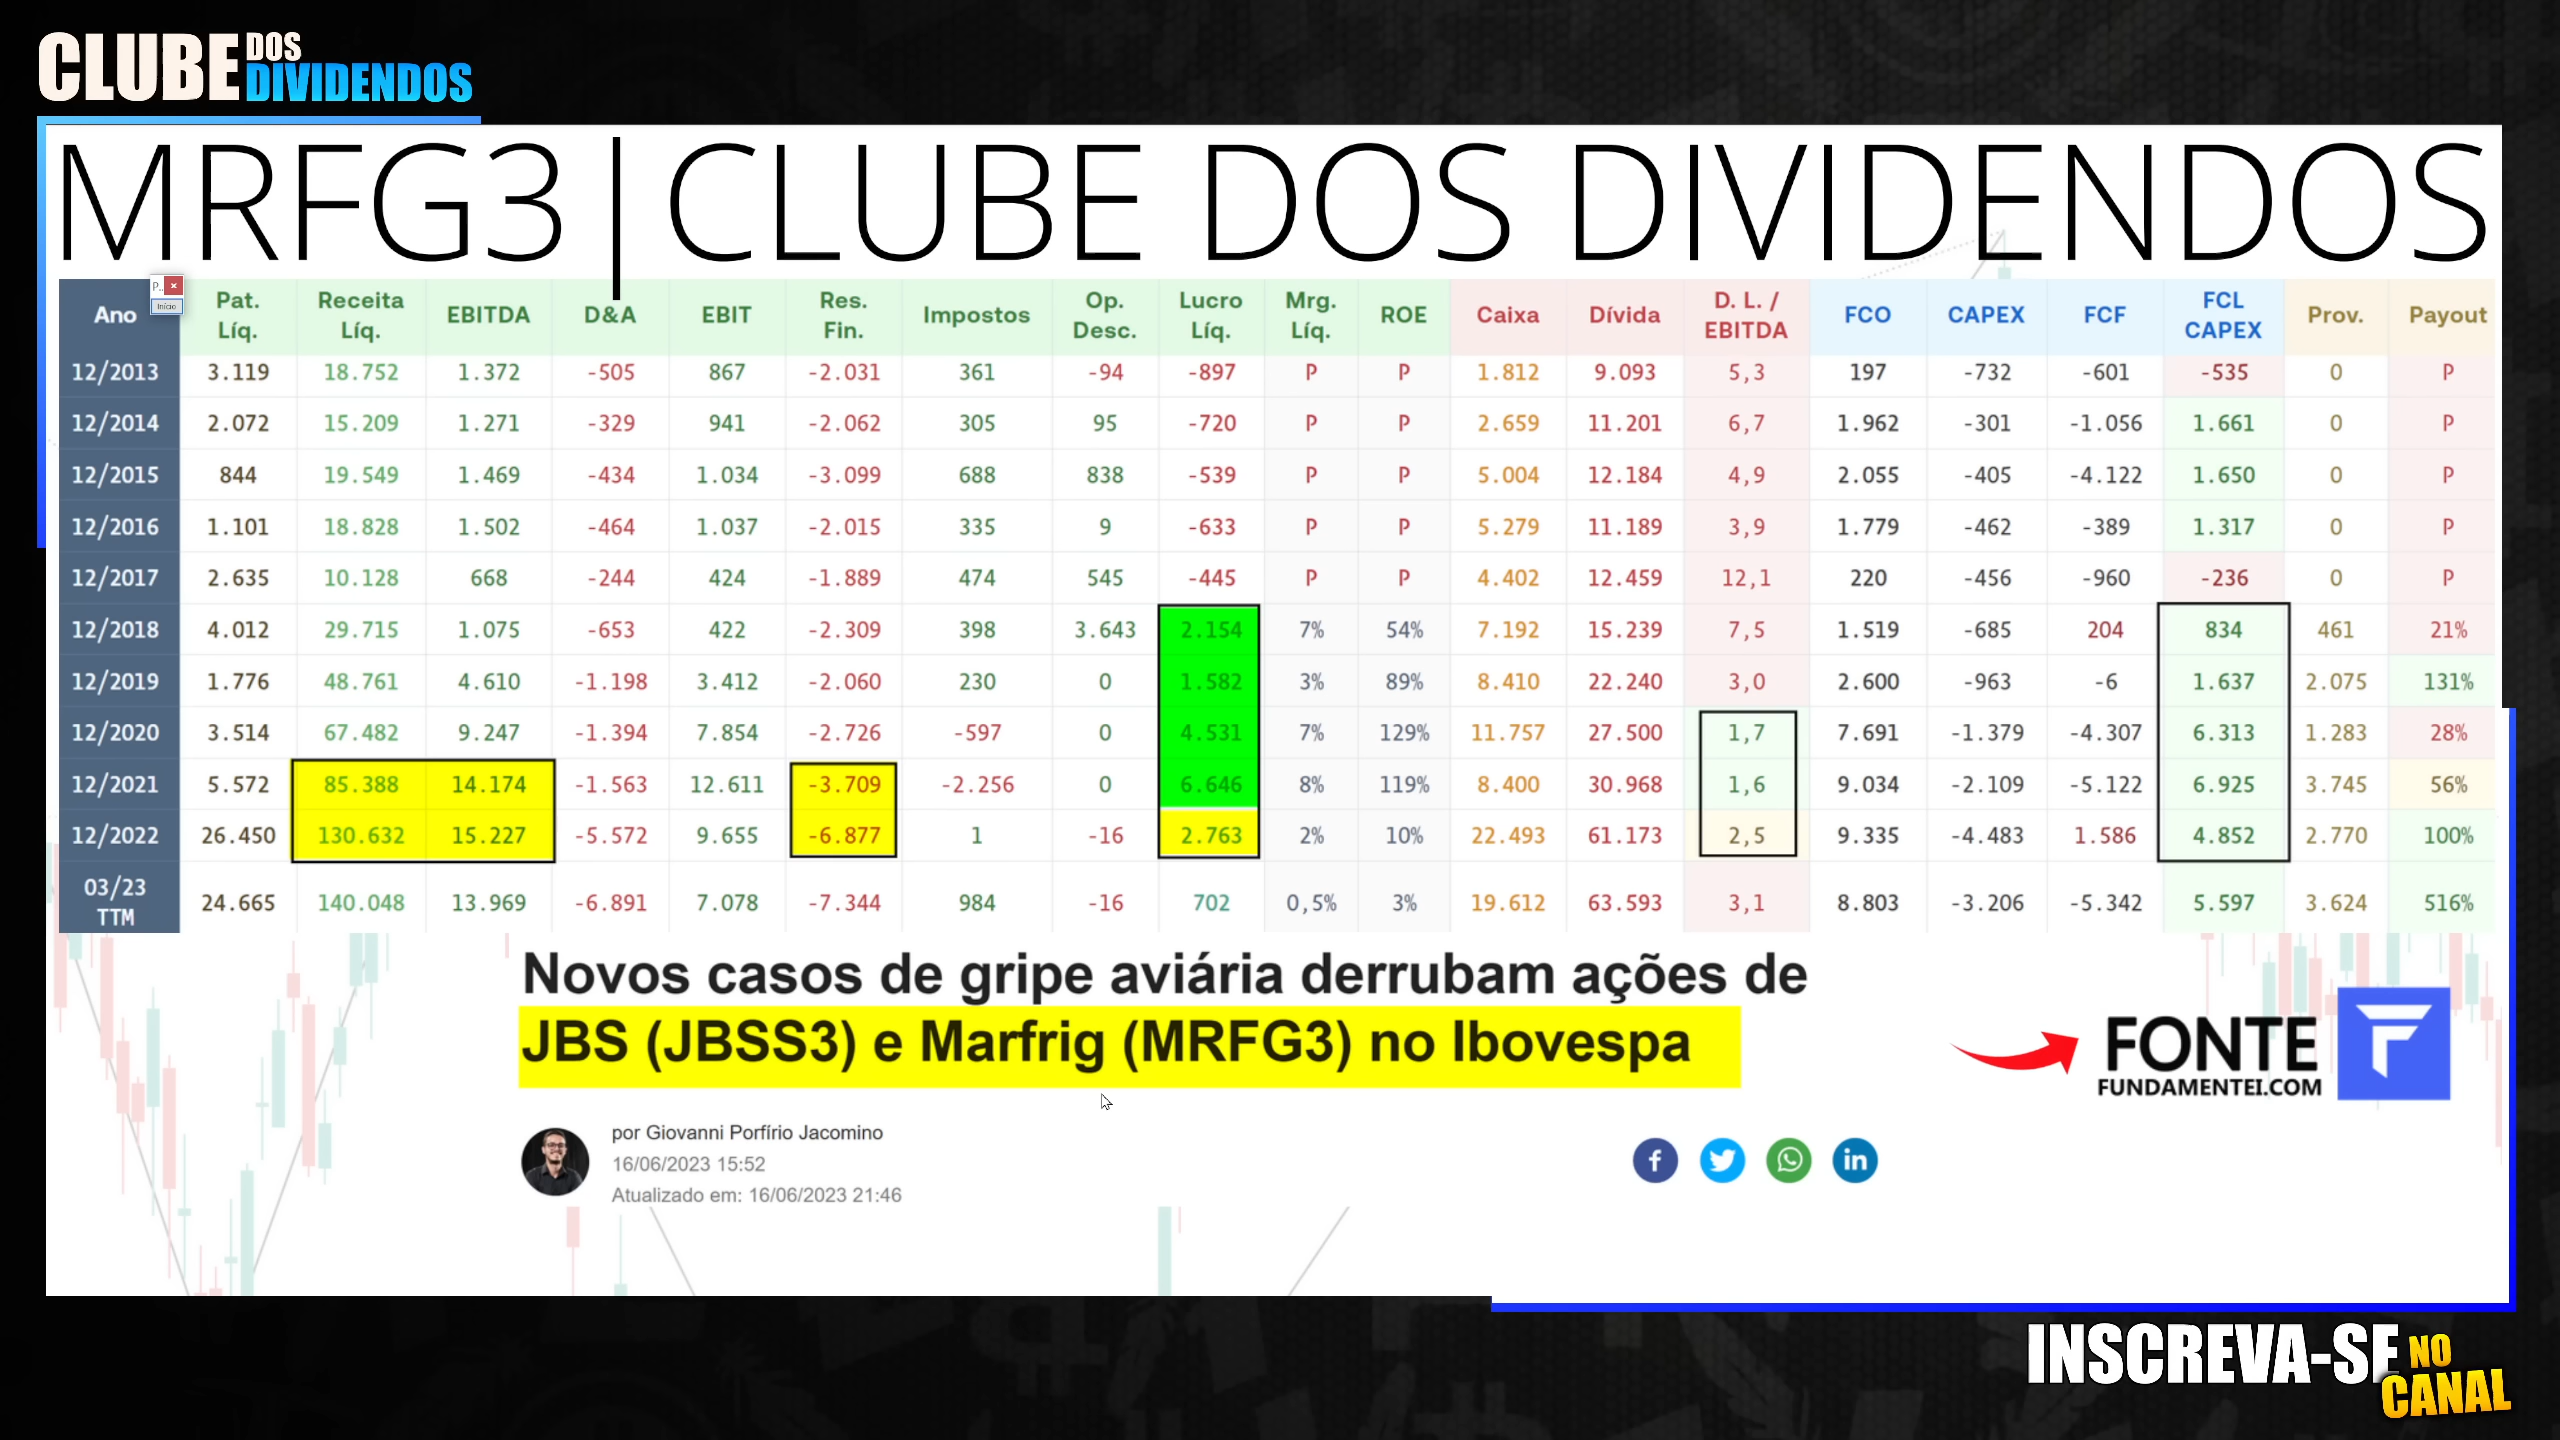 CLUBE DOS DIVIDENDOS
MRFG3|CLUBE DOS DIVIDENDOS
P.. ×
Início
Ano Pat. Líq. Receita Líq. EBITDA D&A EBIT Res. Fin. Impostos Op. Desc. Lucro Líq. Mrg. Líq. ROE Caixa Dívida D. L. / EBITDA FCO CAPEX FCF FCL CAPEX Prov. Payout
12/2013 3.119 18.752 1.372 -505 867 -2.031 361 -94 -897 P P 1.812 9.093 5,3 197 -732 -601 -535 0 P
12/2014 2.072 15.209 1.271 -329 941 -2.062 305 95 -720 P P 2.659 11.201 6,7 1.962 -301 -1.056 1.661 0 P
12/2015 844 19.549 1.469 -434 1.034 -3.099 688 838 -539 P P 5.004 12.184 4,9 2.055 -405 -4.122 1.650 0 P
12/2016 1.101 18.828 1.502 -464 1.037 -2.015 335 9 -633 P P 5.279 11.189 3,9 1.779 -462 -389 1.317 0 P
12/2017 2.635 10.128 668 -244 424 -1.889 474 545 -445 P P 4.402 12.459 12,1 220 -456 -960 -236 0 P
12/2018 4.012 29.715 1.075 -653 422 -2.309 398 3.643 2.154 7% 54% 7.192 15.239 7,5 1.519 -685 204 834 461 21%
12/2019 1.776 48.761 4.610 -1.198 3.412 -2.060 230 0 1.582 3% 89% 8.410 22.240 3,0 2.600 -963 -6 1.637 2.075 131%
12/2020 3.514 67.482 9.247 -1.394 7.854 -2.726 -597 0 4.531 7% 129% 11.757 27.500 1,7 7.691 -1.379 -4.307 6.313 1.283 28%
12/2021 5.572 85.388 14.174 -1.563 12.611 -3.709 -2.256 0 6.646 8% 119% 8.400 30.968 1,6 9.034 -2.109 -5.122 6.925 3.745 56%
12/2022 26.450 130.632 15.227 -5.572 9.655 -6.877 1 -16 2.763 2% 10% 22.493 61.173 2,5 9.335 -4.483 1.586 4.852 2.770 100%
03/23 TTM 24.665 140.048 13.969 -6.891 7.078 -7.344 984 -16 702 0,5% 3% 19.612 63.593 3,1 8.803 -3.206 -5.342 5.597 3.624 516%
Novos casos de gripe aviária derrubam ações de
JBS (JBSS3) e Marfrig (MRFG3) no Ibovespa
por Giovanni Porfírio Jacomino
16/06/2023 15:52
Atualizado em: 16/06/2023 21:46
f in
FONTE
FUNDAMENTEI.COM
F
INSCREVA-SE NO
CANAL